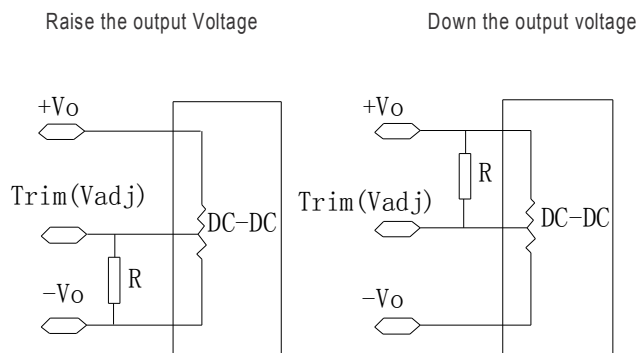 Raise the output Voltage
Down the output voltage
+Vo
Trim(Vadj)
DC-DC
R
-Vo
+Vo
R
Trim(Vadj)
DC-DC
-Vo